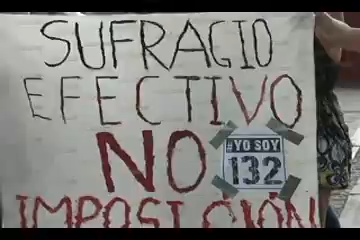 SUFRAGIO
EFECTIVO
NO
#YO SOY
132
IMPOSICIÓN